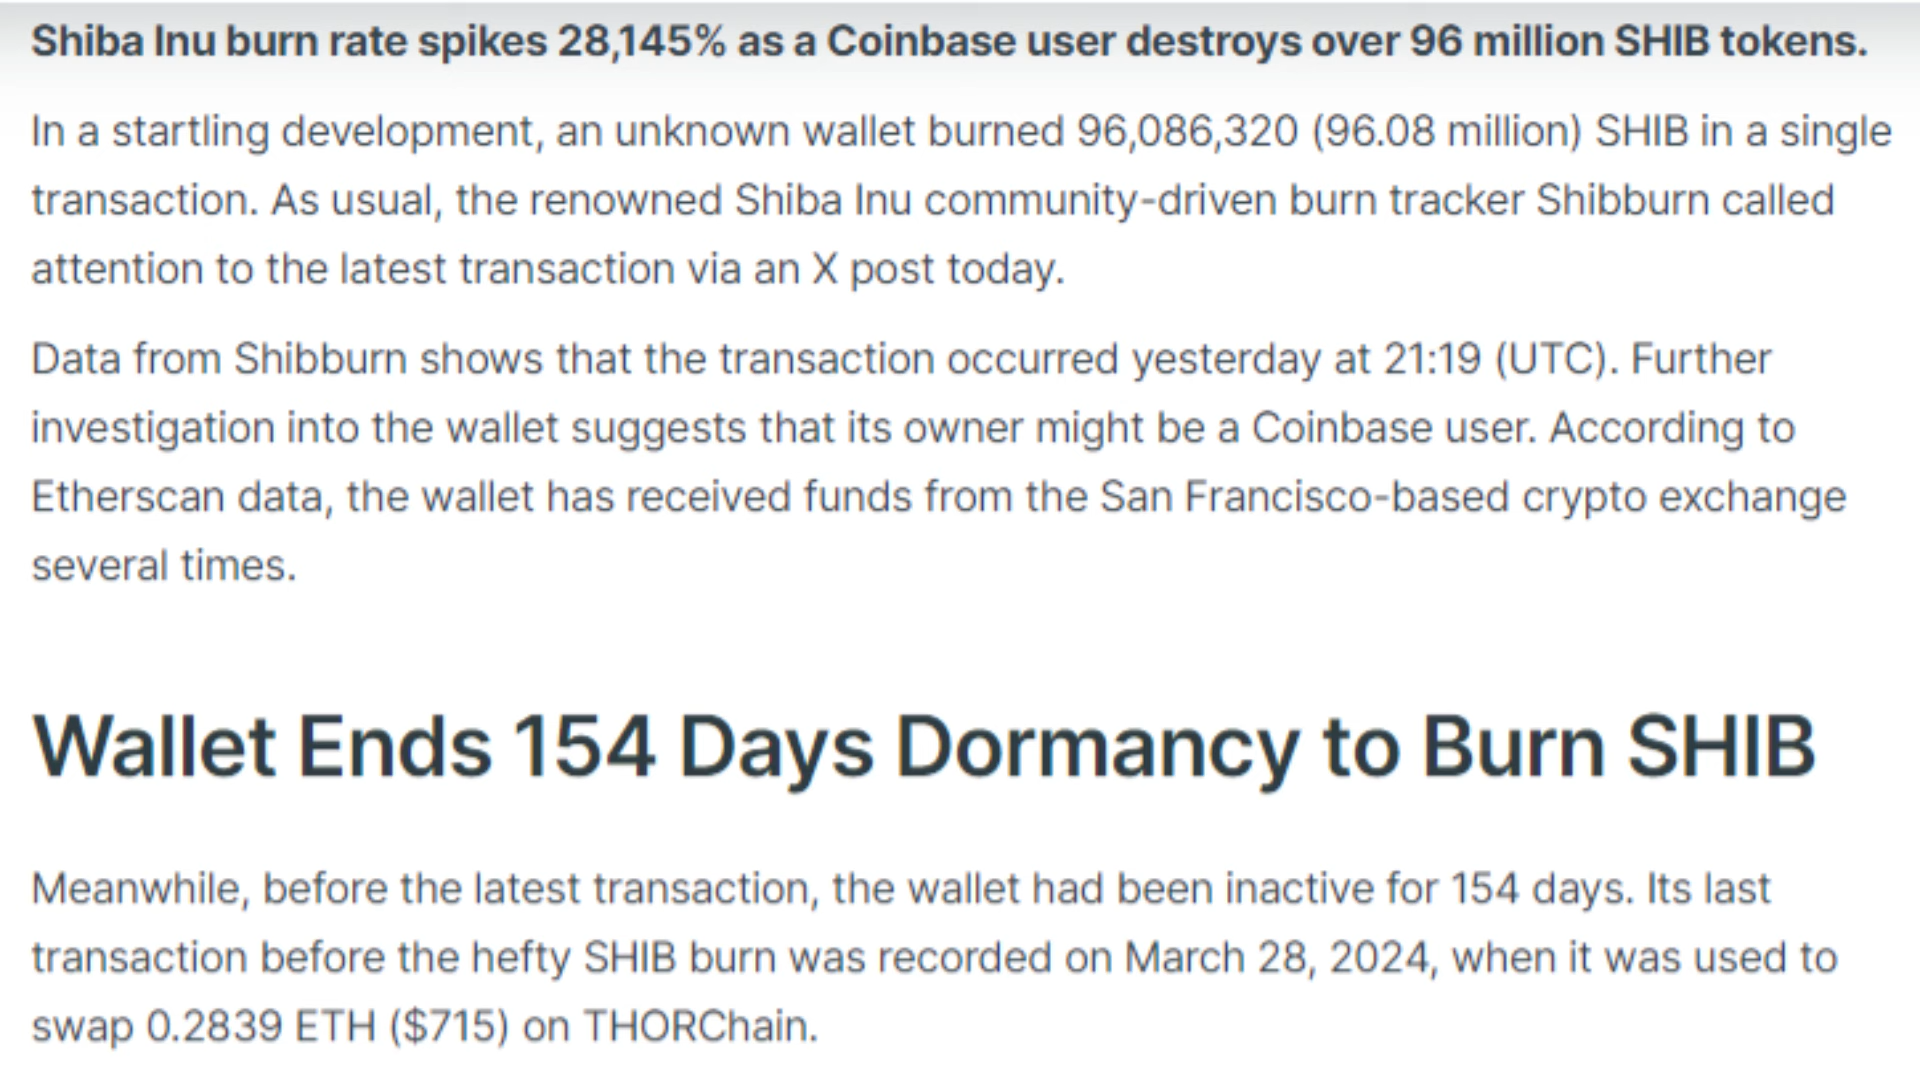 Shiba Inu burn rate spikes 28,145% as a Coinbase user destroys over 96 million SHIB tokens.
In a startling development, an unknown wallet burned 96,086,320 (96.08 million) SHIB in a single
transaction. As usual, the renowned Shiba Inu community-driven burn tracker Shibburn called
attention to the latest transaction via an X post today.
Data from Shibburn shows that the transaction occurred yesterday at 21:19 (UTC). Further
investigation into the wallet suggests that its owner might be a Coinbase user. According to
Etherscan data, the wallet has received funds from the San Francisco-based crypto exchange
several times.
Wallet Ends 154 Days Dormancy to Burn SHIB
Meanwhile, before the latest transaction, the wallet had been inactive for 154 days. Its last
transaction before the hefty SHIB burn was recorded on March 28, 2024, when it was used to
swap 0.2839 ETH ($715) on THORChain.